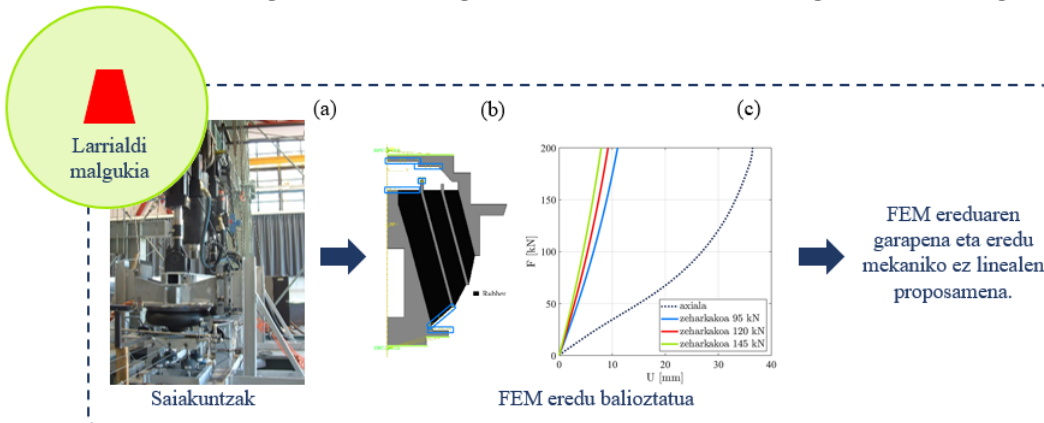 (a)
(b)
(c)
Larrialdi
malgukia
Saiakuntzak
Rubber
FEM eredu balioztatua
F [kN]
200
150
100
50
0
0
10
20
30
40
U [mm]
axiala
zeharkakoa 95 kN
zeharkakoa 120 kN
zeharkakoa 145 kN
FEM ereduaren
garapena eta eredu
mekaniko ez linealen
proposamena.